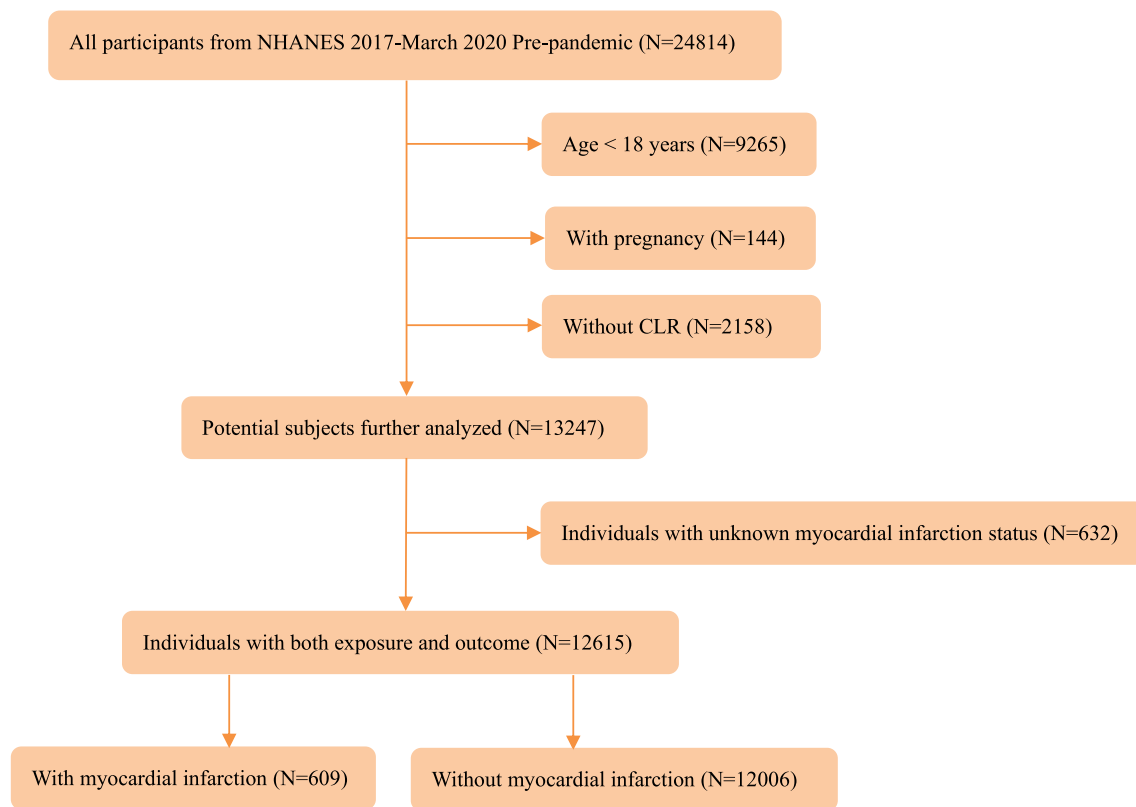 All participants from NHANES 2017-March 2020 Pre-pandemic (N=24814)
Age < 18 years (N=9265)
With pregnancy (N=144)
Without CLR (N=2158)
Potential subjects further analyzed (N=13247)
Individuals with unknown myocardial infarction status (N=632)
Individuals with both exposure and outcome (N=12615)
With myocardial infarction (N=609)
Without myocardial infarction (N=12006)